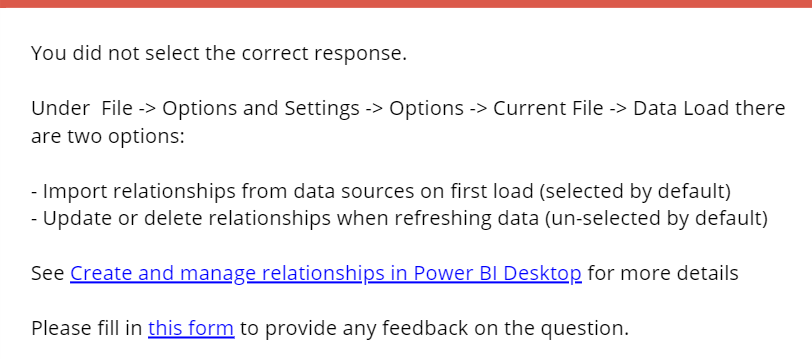 You did not select the correct response.
Under  File -> Options and Settings -> Options -> Current File -> Data Load there
are two options:
- Import relationships from data sources on first load (selected by default)
- Update or delete relationships when refreshing data (un-selected by default)
See Create and manage relationships in Power BI Desktop for more details
Please fill in this form to provide any feedback on the question.